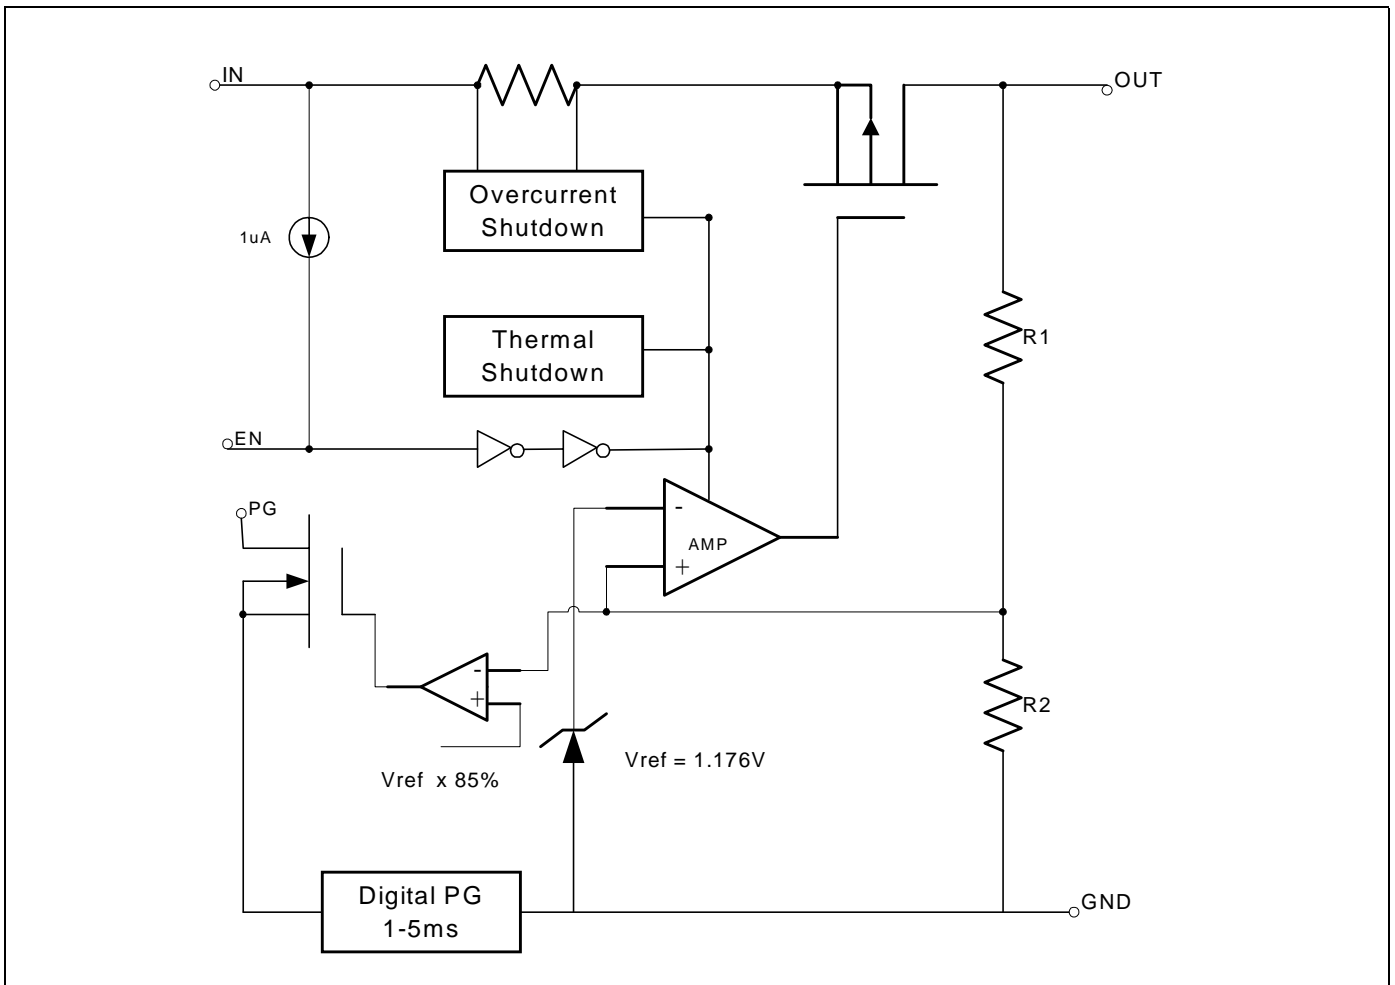 IN
OUT
Overcurrent
Shutdown
1uA
Thermal
Shutdown
R1
EN
PG
-
AMP
+
-
+
R2
Vref = 1.176V
Vref x 85%
Digital PG
1-5ms
GND